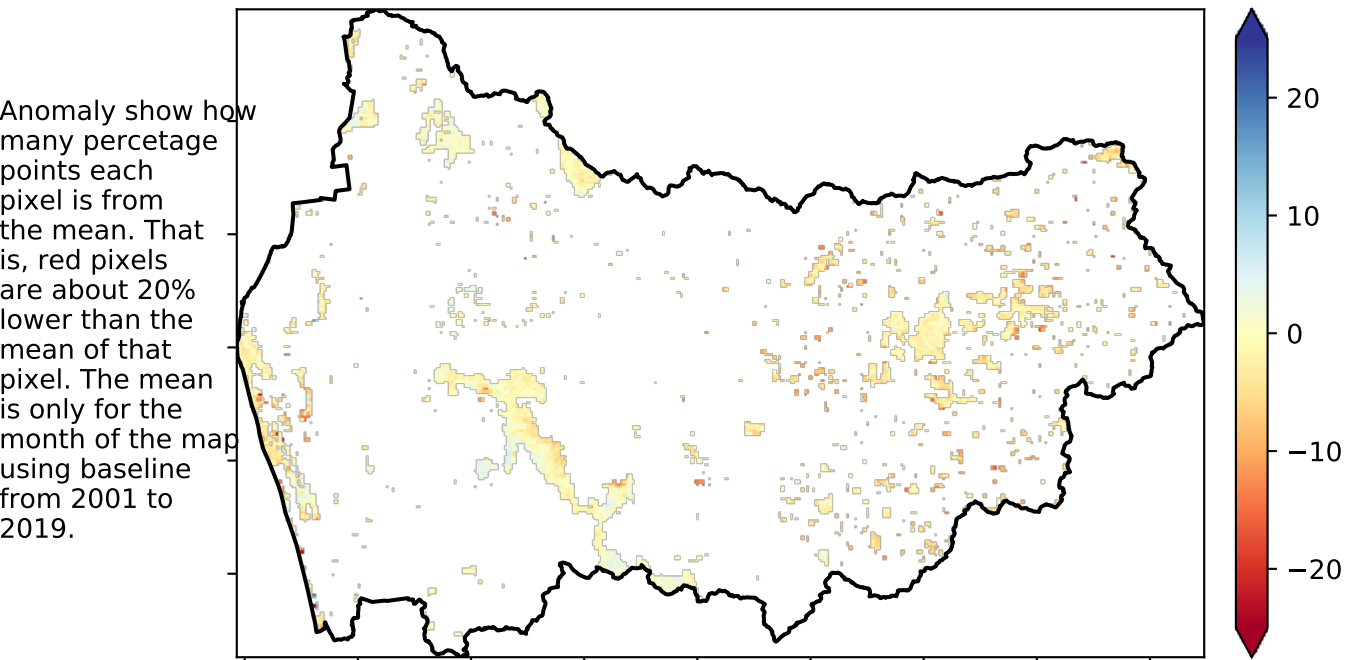 Anomaly show how
many percetage
points each
pixel is from
the mean. That
is, red pixels
are about 20%
lower than the
mean of that
pixel. The mean
is only for the
month of the map
using baseline
from 2001 to
2019.
20
10
0
−10
−20